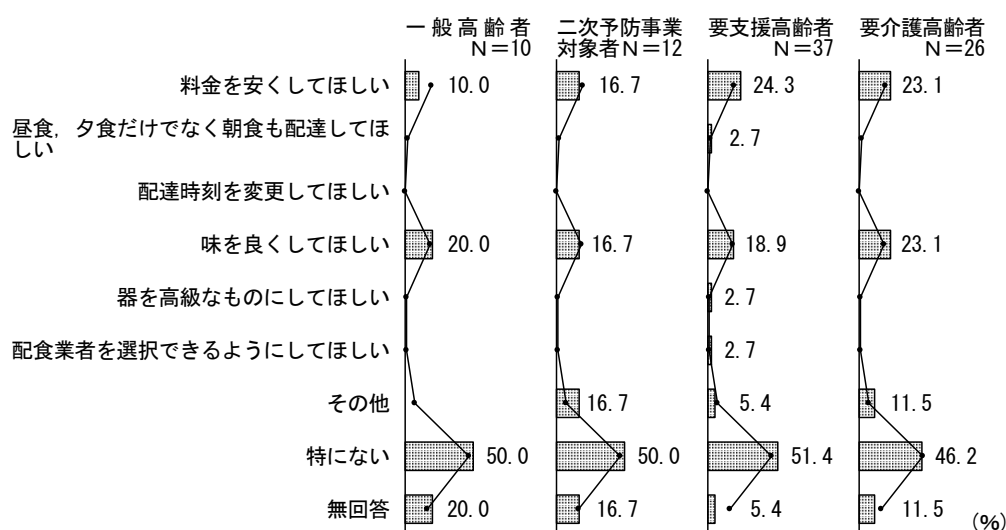 一般高齢者
N=10
二次予防事業
対象者N=12
要支援高齢者
N=37
要介護高齢者
N=26
料金を安くしてほしい 10.0 16.7 24.3 23.1
昼食，夕食だけでなく朝食も配達してほ
しい 2.7
配達時刻を変更してほしい
味を良くしてほしい 20.0 16.7 18.9 23.1
器を高級なものにしてほしい 2.7
配食業者を選択できるようにしてほしい 2.7
その他 16.7 5.4 11.5
特にない 50.0 50.0 51.4 46.2
無回答 20.0 16.7 5.4 11.5
(%)